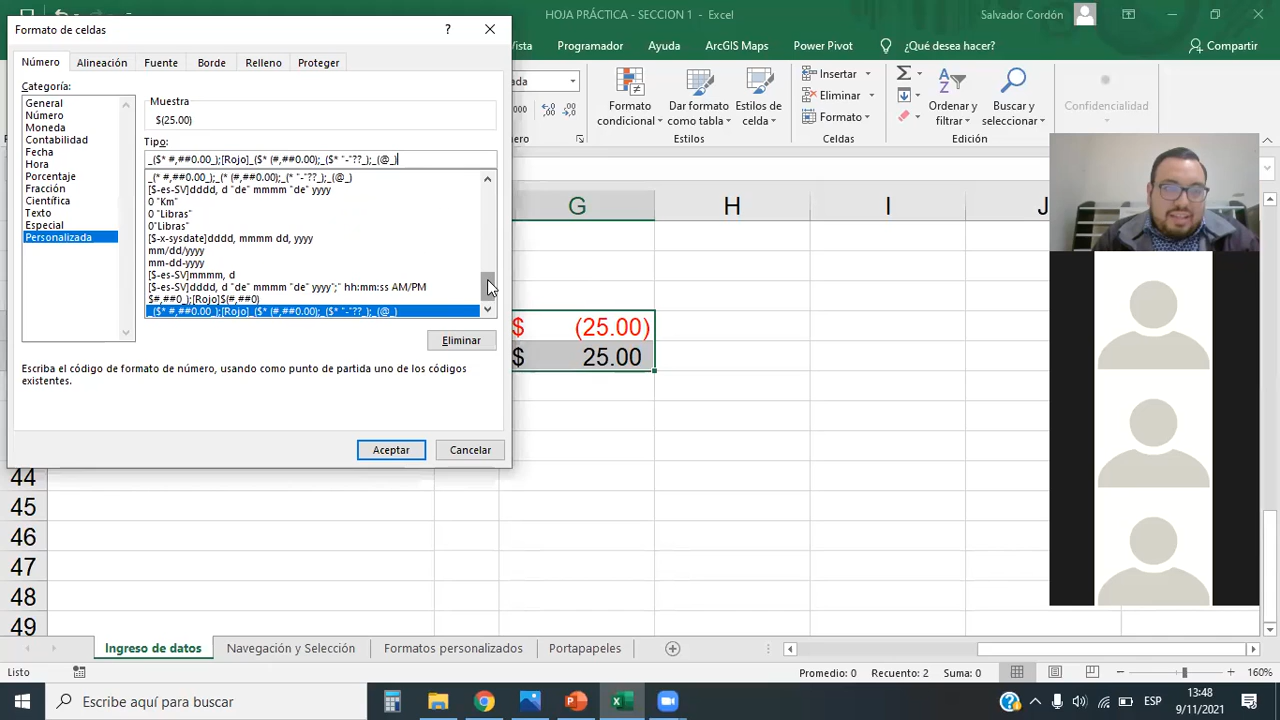 HOJA PRÁCTICA - SECCION 1 - Excel
Salvador Cordón
Formato de celdas
?
Vista Programador Ayuda ArcGIS Maps Power Pivot ¿Qué desea hacer? Compartir
Número Alineación Fuente Borde Relleno Proteger
Categoría:
General
Número
Moneda
Contabilidad
Fecha
Hora
Porcentaje
Fracción
Científica
Texto
Especial
Personalizada
Muestra
$(25.00)
Tipo:
_($* #,##0.00_);[Rojo]_($* (#,##0.00);_($* "-"??_);_(@_)
_(* #,##0.00_);_(* (#,##0.00);_(* "-"??_);_(@_)
[$-es-SV]dddd, d "de" mmmm "de" yyyy
0 "Km"
0 "Libras"
0"Libras"
[$-x-sysdate]dddd, mmmm dd, yyyy
mm/dd/yyyy
mm-dd-yyyy
[$-es-SV]mmmm, d
[$-es-SV]dddd, d "de" mmmm "de" yyyy";" hh:mm:ss AM/PM
$#,##0_);[Rojo]$(#,##0)
_($* #,##0.00_);[Rojo]_($* (#,##0.00);_($* "-"??_);_(@_)
Eliminar
Escriba el código de formato de número, usando como punto de partida uno de los códigos
existentes.
Aceptar Cancelar
Formato
condicional
Dar formato
como tabla
Estilos de
celda
Estilos
Insertar
Eliminar
Formato
Celdas
Ordenar y
filtrar
Buscar y
seleccionar
Edición
Confidencialidad
Confidencialidad
G H I J
$ (25.00)
$ 25.00
44
45
46
47
48
49
Ingreso de datos Navegación y Selección Formatos personalizados Portapapeles
Listo Promedio: 0 Recuento: 2 Suma: 0 160%
Escribe aquí para buscar
ESP
13:48
9/11/2021